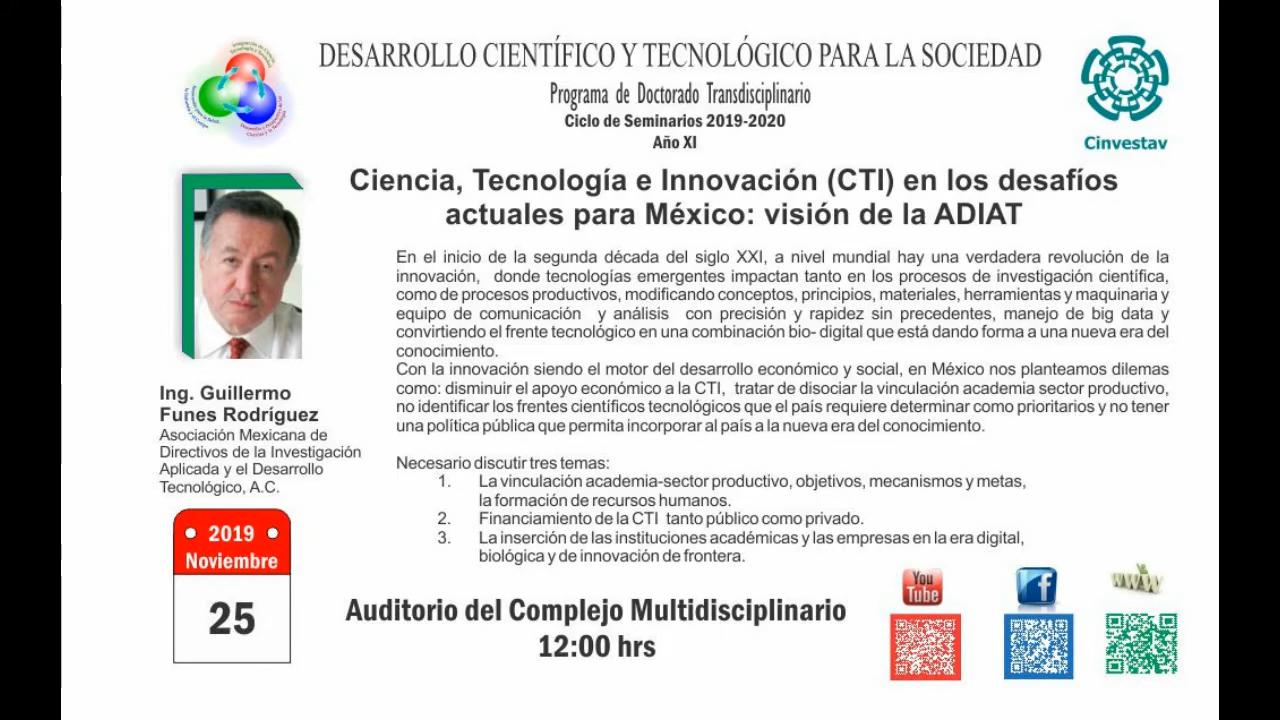 DESARROLLO CIENTÍFICO Y TECNOLÓGICO PARA LA SOCIEDAD
Programa de Doctorado Transdisciplinario
Ciclo de Seminarios 2019-2020
Año XI
Cinvestav
Ciencia, Tecnología e Innovación (CTI) en los desafíos
actuales para México: visión de la ADIAT
En el inicio de la segunda década del siglo XXI, a nivel mundial hay una verdadera revolución de la
innovación, donde tecnologías emergentes impactan tanto en los procesos de investigación científica,
como de procesos productivos, modificando conceptos, principios, materiales, herramientas y maquinaria y
equipo de comunicación y análisis con precisión y rapidez sin precedentes, manejo de big data y
convirtiendo el frente tecnológico en una combinación bio- digital que está dando forma a una nueva era del
conocimiento.
Con la innovación siendo el motor del desarrollo económico y social, en México nos planteamos dilemas
como: disminuir el apoyo económico a la CTI, tratar de disociar la vinculación academia sector productivo,
no identificar los frentes científicos tecnológicos que el país requiere determinar como prioritarios y no tener
una política pública que permita incorporar al país a la nueva era del conocimiento.
Necesario discutir tres temas:
1. La vinculación academia-sector productivo, objetivos, mecanismos y metas,
la formación de recursos humanos.
2. Financiamiento de la CTI tanto público como privado.
3. La inserción de las instituciones académicas y las empresas en la era digital,
biológica y de innovación de frontera.
Ing. Guillermo
Funes Rodríguez
Asociación Mexicana de
Directivos de la Investigación
Aplicada y el Desarrollo
Tecnológico, A.C.
2019
Noviembre
25
Auditorio del Complejo Multidisciplinario
12:00 hrs
You
Tube
f
www